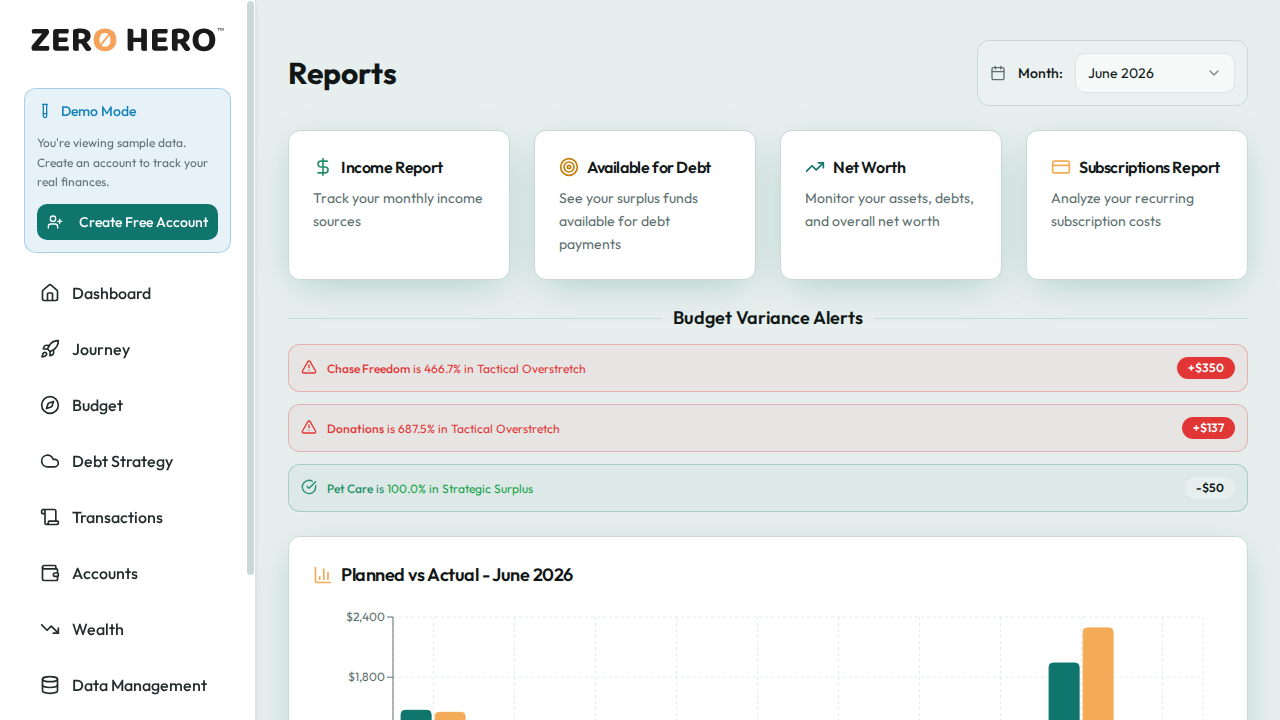 ZERO HERO™
Demo Mode
You're viewing sample data.
Create an account to track your
real finances.
Create Free Account
Dashboard
Journey
Budget
Debt Strategy
Transactions
Accounts
Wealth
Data Management
Reports
Month:
June 2026
Income Report
Track your monthly income
sources
Available for Debt
See your surplus funds
available for debt
payments
Net Worth
Monitor your assets, debts,
and overall net worth
Subscriptions Report
Analyze your recurring
subscription costs
Budget Variance Alerts
Chase Freedom is 466.7% in Tactical Overstretch
+$350
Donations is 687.5% in Tactical Overstretch
+$137
Pet Care is 100.0% in Strategic Surplus
-$50
Planned vs Actual - June 2026
$2,400
$1,800